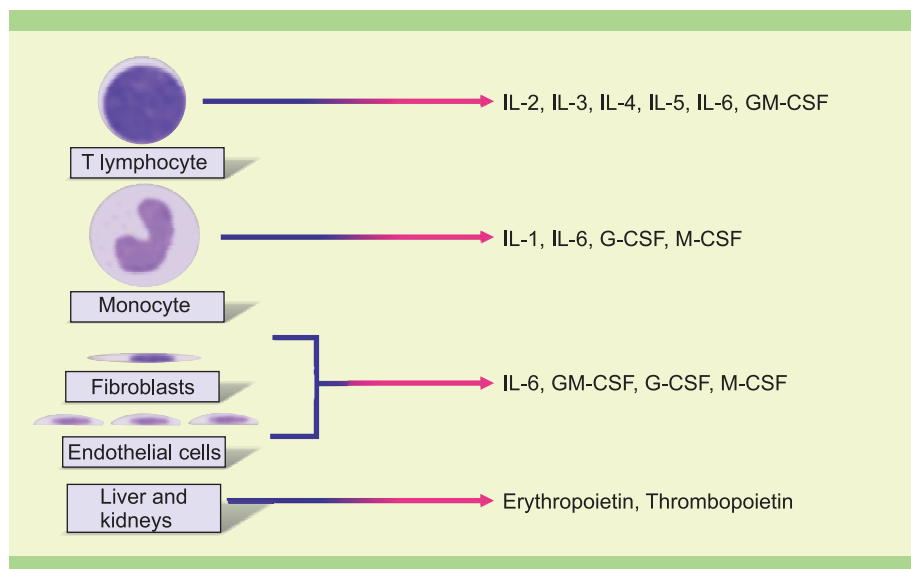 IL-2, IL-3, IL-4, IL-5, IL-6, GM-CSF
T lymphocyte
IL-1, IL-6, G-CSF, M-CSF
Monocyte
Fibroblasts
IL-6, GM-CSF, G-CSF, M-CSF
Endothelial cells
Liver and
kidneys
Erythropoietin, Thrombopoietin